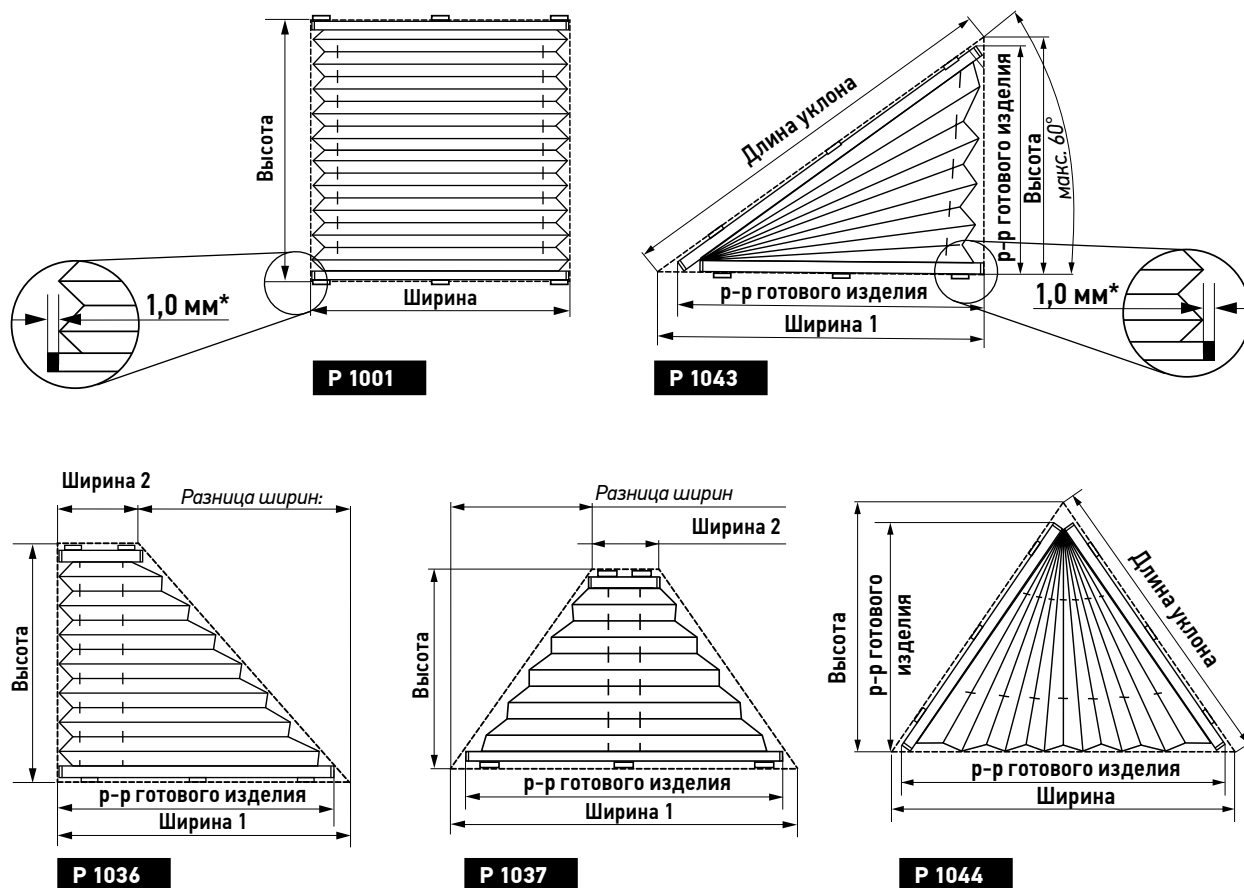 Высота
1,0 мм*
Ширина
P 1001
Длина уклона
р-р готового изделия
Высота
макс. 60°
р-р готового изделия
Ширина 1
1,0 мм*
P 1043
Ширина 2
Разница ширин:
Высота
р-р готового изделия
Ширина 1
P 1036
Разница ширин
Ширина 2
Высота
р-р готового изделия
Ширина 1
P 1037
Высота
р-р готового
изделия
Длина уклона
р-р готового изделия
Ширина
P 1044